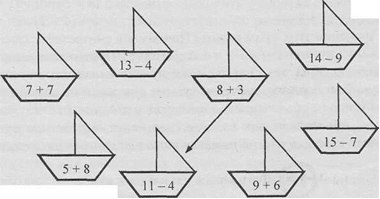 14 – 9
13 – 4
7 + 7
8 + 3
15 – 7
5 + 8
11 – 4
9 + 6